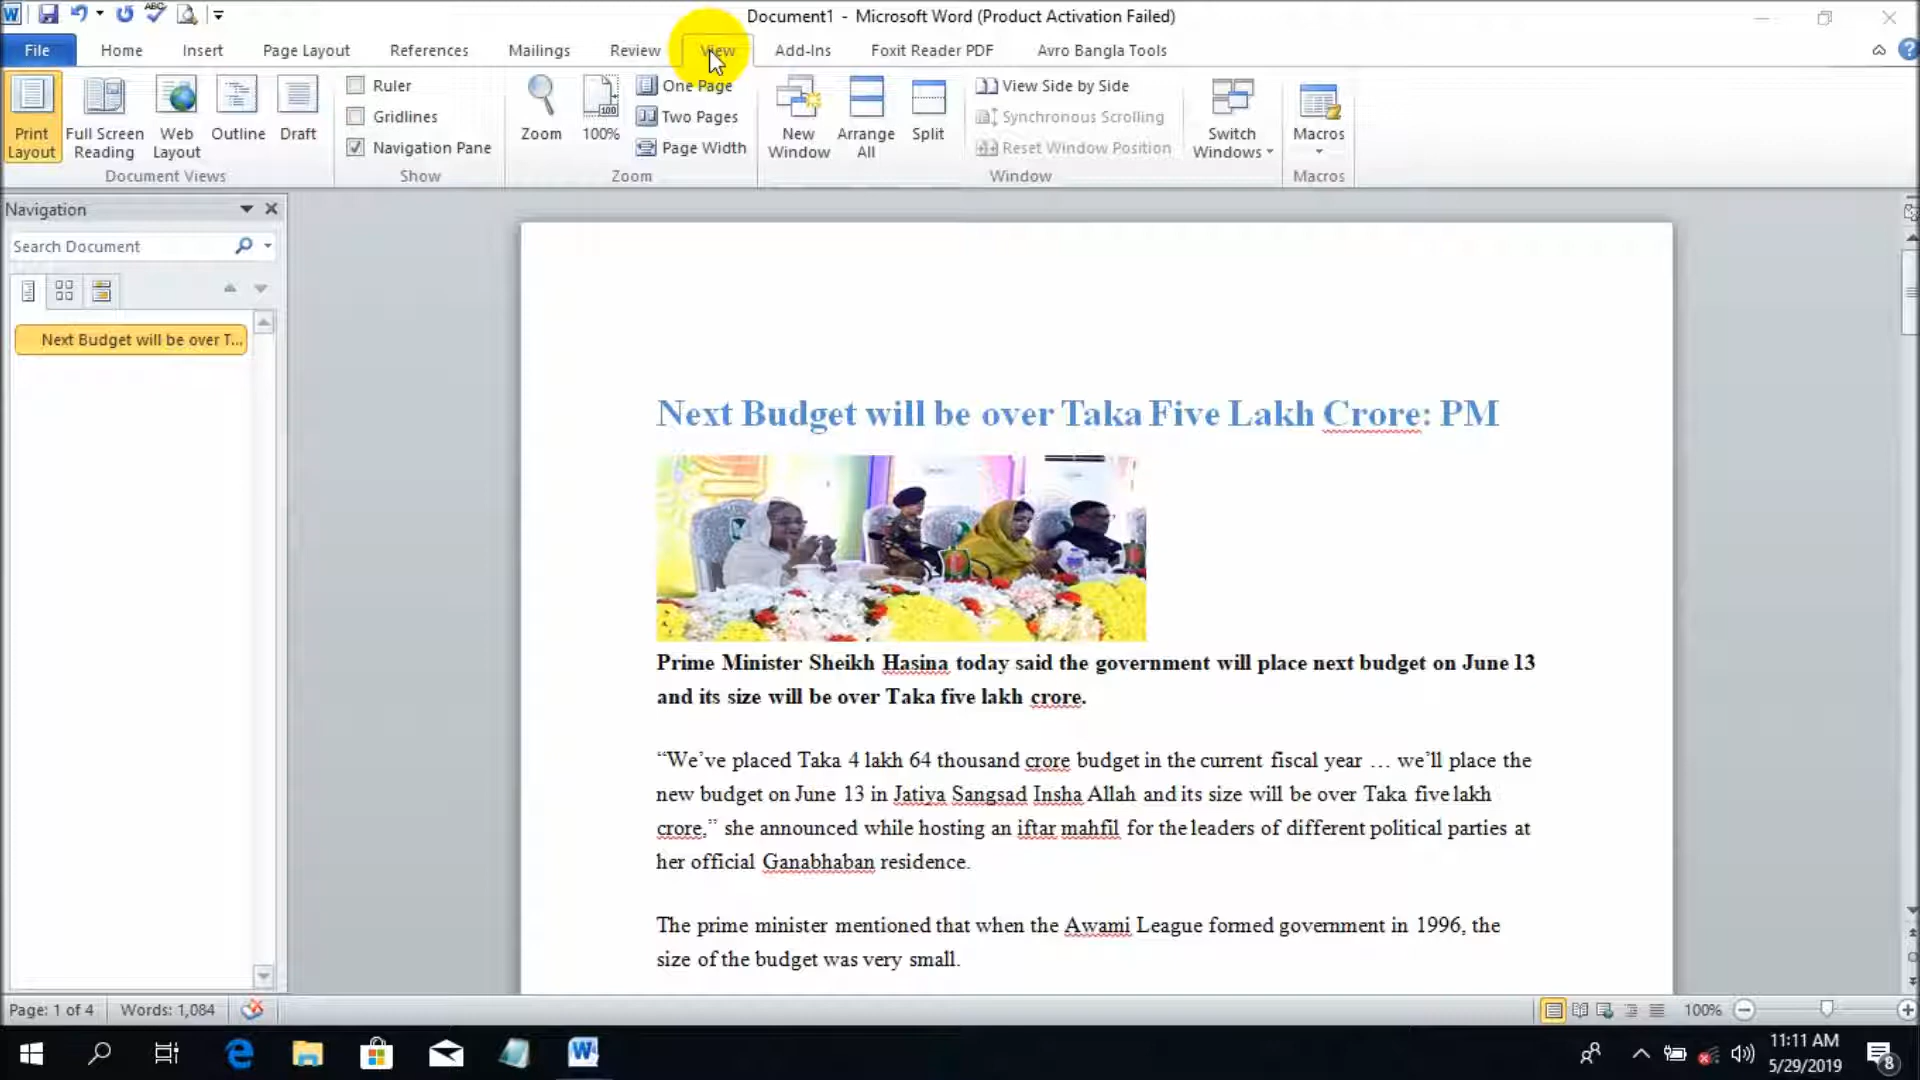 Document1 - Microsoft Word (Product Activation Failed)
File Home Insert Page Layout References Mailings Review View Add-Ins Foxit Reader PDF Avro Bangla Tools
Print Layout
Full Screen Reading
Web Layout
Outline
Draft
Document Views
Ruler
Gridlines
Navigation Pane
Show
Zoom
100%
One Page
Two Pages
Page Width
Zoom
New Window
Arrange All
Split
View Side by Side
Synchronous Scrolling
Reset Window Position
Window
Switch Windows
Macros
Macros
Navigation
Search Document
Next Budget will be over T...
Next Budget will be over Taka Five Lakh Crore: PM
Prime Minister Sheikh Hasina today said the government will place next budget on June 13
and its size will be over Taka five lakh crore.
“We’ve placed Taka 4 lakh 64 thousand crore budget in the current fiscal year … we’ll place the
new budget on June 13 in Jatiya Sangsad Insha Allah and its size will be over Taka five lakh
crore,” she announced while hosting an iftar mahfil for the leaders of different political parties at
her official Ganabhaban residence.
The prime minister mentioned that when the Awami League formed government in 1996, the
size of the budget was very small.
Page: 1 of 4 Words: 1,084 100%
11:11 AM
5/29/2019
8